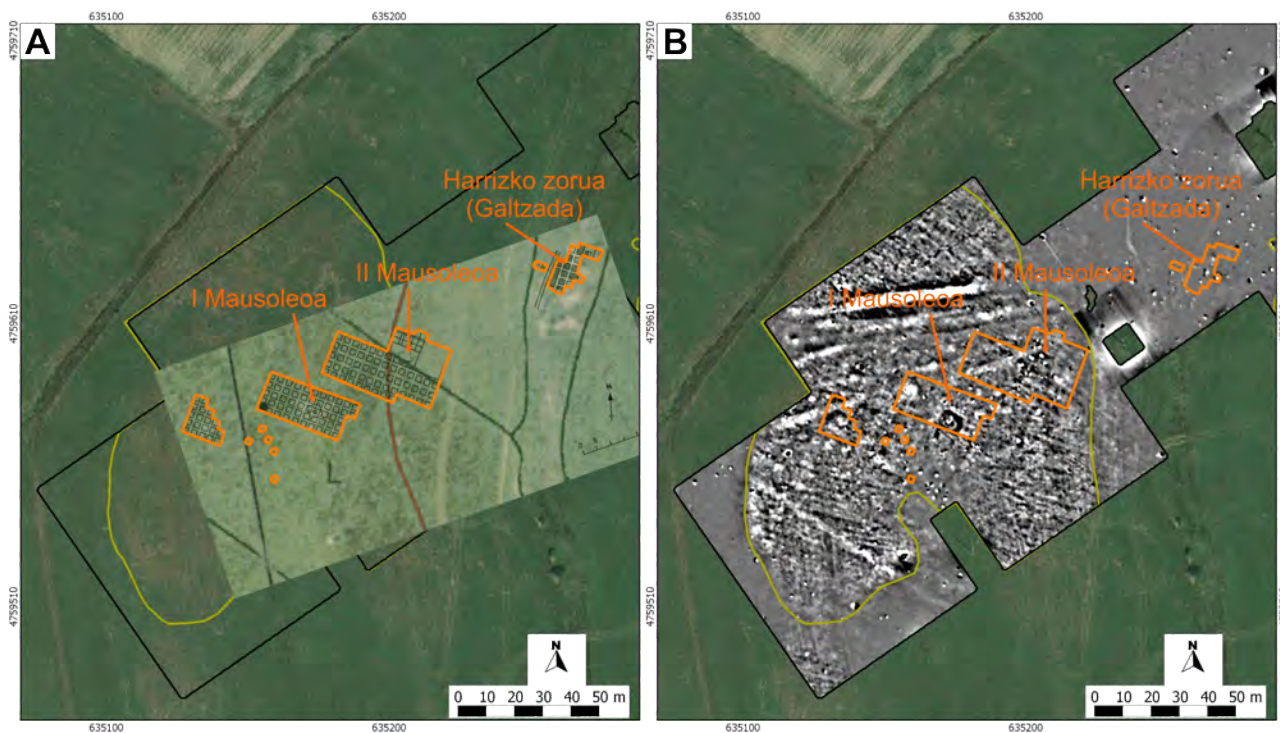 635100
635200
635100
635200
A
B
4759710
4759710
Harrizko zorua
(Galtzada)
Harrizko zorua
(Galtzada)
II Mausoleoa
II Mausoleoa
I Mausoleoa
I Mausoleoa
4759610
4759610
N
L
4759510
4759510
N
N
0 10 20 30 40 50 m
0 10 20 30 40 50 m
635100
635200
635100
635200